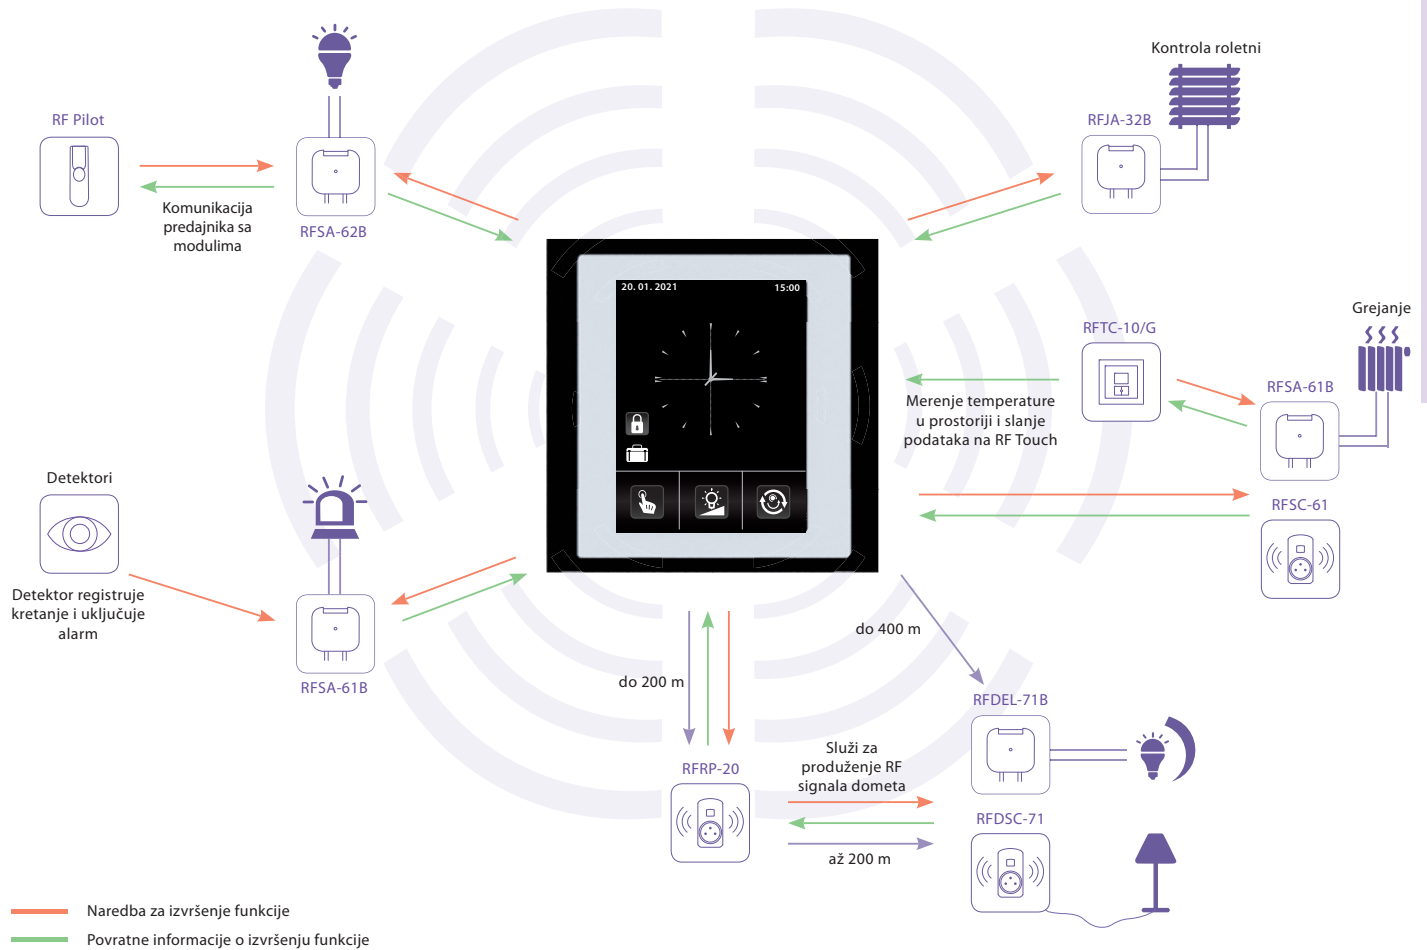 Kontrola roletni
RF Pilot
RFJA-32B
Komunikacija
predajnika sa
modulima
RFSA-62B
20. 01. 2021
15:00
Grejanje
RFTC-10/G
RFSA-61B
Merenje temperature
u prostoriji i slanje
podataka na RF Touch
Detektori
RFSC-61
Detektor registruje
kretanje i uključuje
alarm
RFSA-61B
do 400 m
do 200 m
RFDEL-71B
RFRP-20
Služi za
produženje RF
signala dometa
RFDSC-71
až 200 m
Naredba za izvršenje funkcije
Povratne informacije o izvršenju funkcije